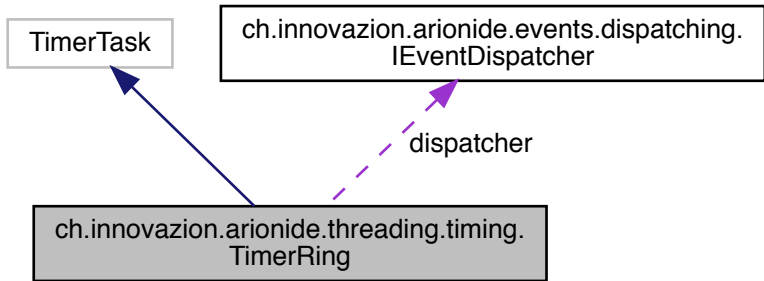 TimerTask
ch.innovazion.arionide.events.dispatching.
IEventDispatcher
dispatcher
ch.innovazion.arionide.threading.timing.
TimerRing